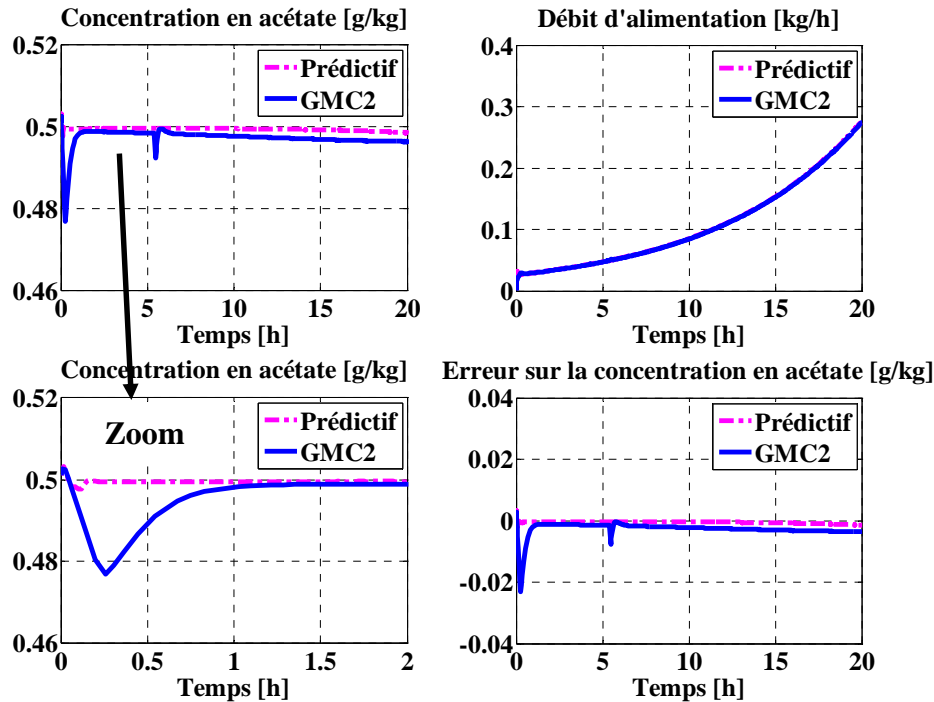 Concentration en acétate [g/kg]
0.52
0.5
0.48
0.46
0 5 10 15 20
Temps [h]
Prédictif
GMC2
Débit d'alimentation [kg/h]
0.4
0.3
0.2
0.1
0
0 5 10 15 20
Temps [h]
Prédictif
GMC2
Concentration en acétate [g/kg]
0.52
0.5
0.48
0.46
0 0.5 1 1.5 2
Temps [h]
Zoom
Prédictif
GMC2
Erreur sur la concentration en acétate [g/kg]
0.04
0.02
0
-0.02
-0.04
0 5 10 15 20
Temps [h]
Prédictif
GMC2